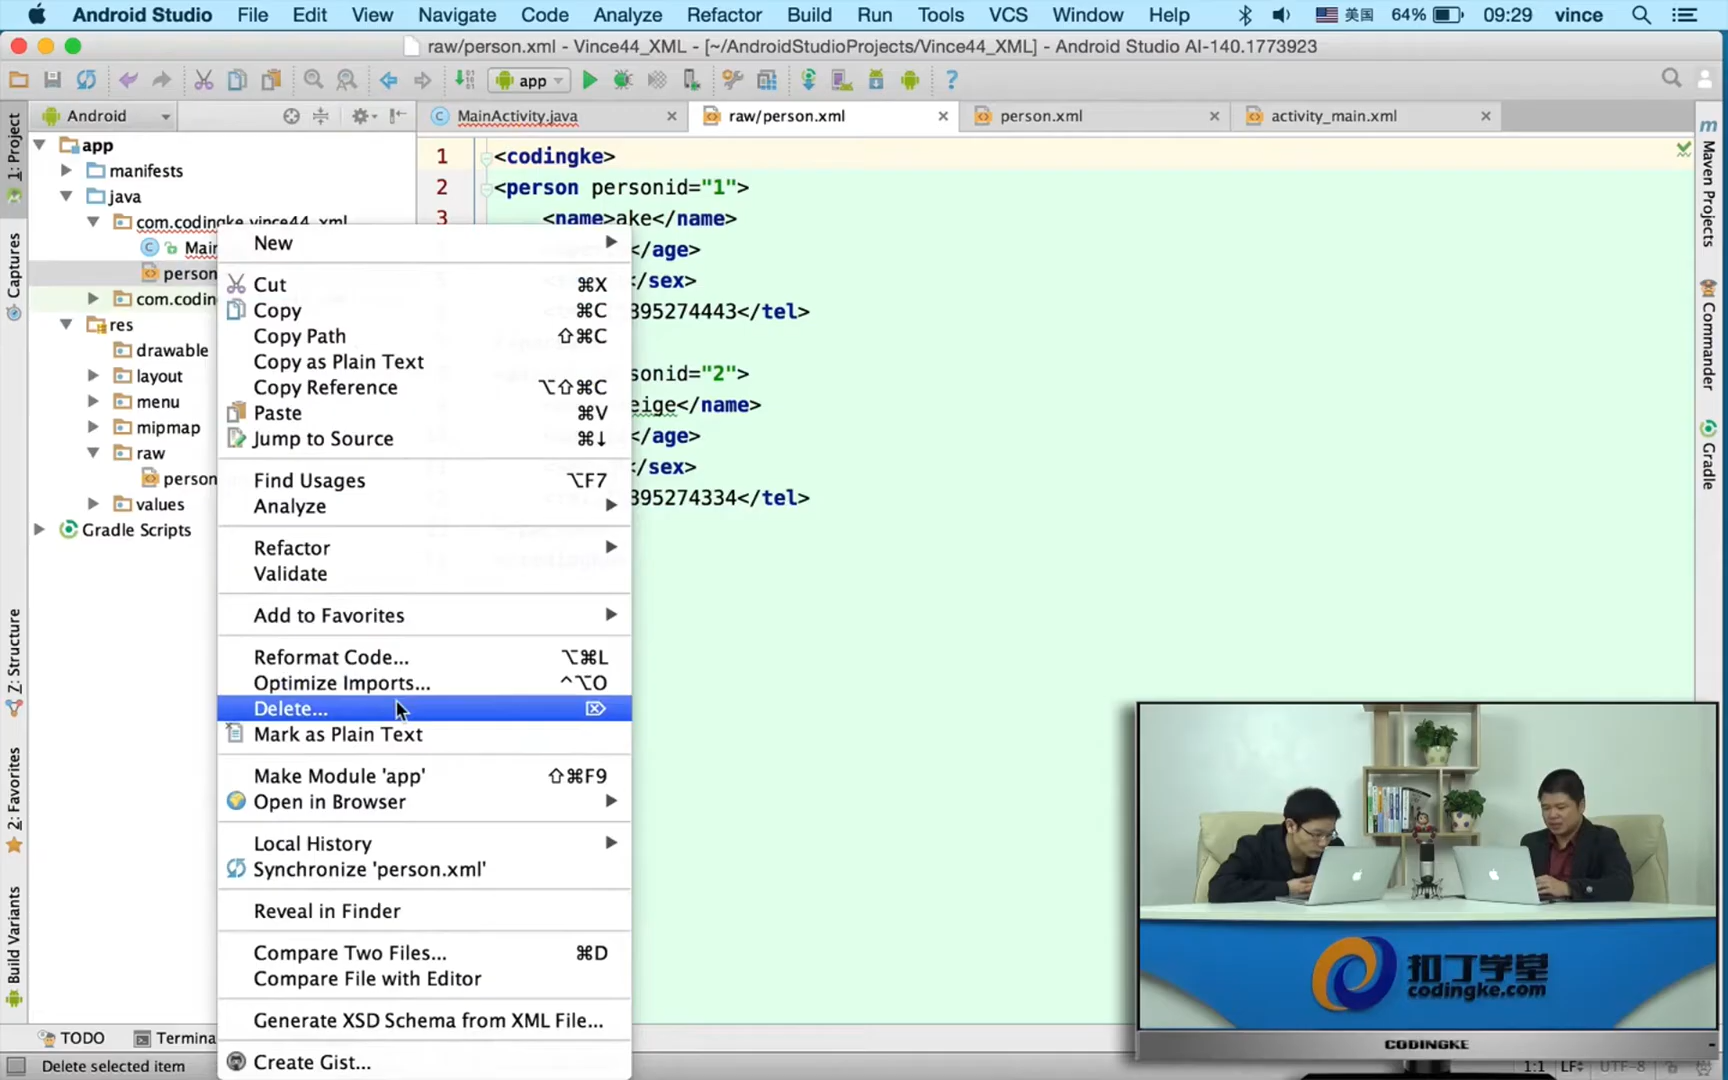 Android Studio File Edit View Navigate Code Analyze Refactor Build Run Tools VCS Window Help 美国 64% 09:29 vince
raw/person.xml - Vince44_XML - [~/AndroidStudioProjects/Vince44_XML] - Android Studio AI-140.1773923
app
Android
MainActivity.java raw/person.xml person.xml activity_main.xml
1: Project
Captures
Z: Structure
2: Favorites
Build Variants
app
manifests
java
com.codingke.vince44_xml
Main
person
com.codin
res
drawable
layout
menu
mipmap
raw
person
values
Gradle Scripts
1 <codingke>
2 <person personid="1">
3 <name>ake</name>
</age>
</sex>
395274443</tel>
sonid="2">
eige</name>
</age>
</sex>
395274334</tel>
New
Cut ⌘X
Copy ⌘C
Copy Path ⇧⌘C
Copy as Plain Text
Copy Reference ⌥⇧⌘C
Paste ⌘V
Jump to Source ⌘↓
Find Usages ⌥F7
Analyze
Refactor
Validate
Add to Favorites
Reformat Code... ⌥⌘L
Optimize Imports... ^⌥O
Delete... ⌦
Mark as Plain Text
Make Module 'app' ⇧⌘F9
Open in Browser
Local History
Synchronize 'person.xml'
Reveal in Finder
Compare Two Files... ⌘D
Compare File with Editor
Generate XSD Schema from XML File...
Create Gist...
m Maven Projects
Commander
Gradle
扣丁学堂
codingke.com
CODINGKE
TODO Termina
Delete selected item
1:1 LF UTF-8